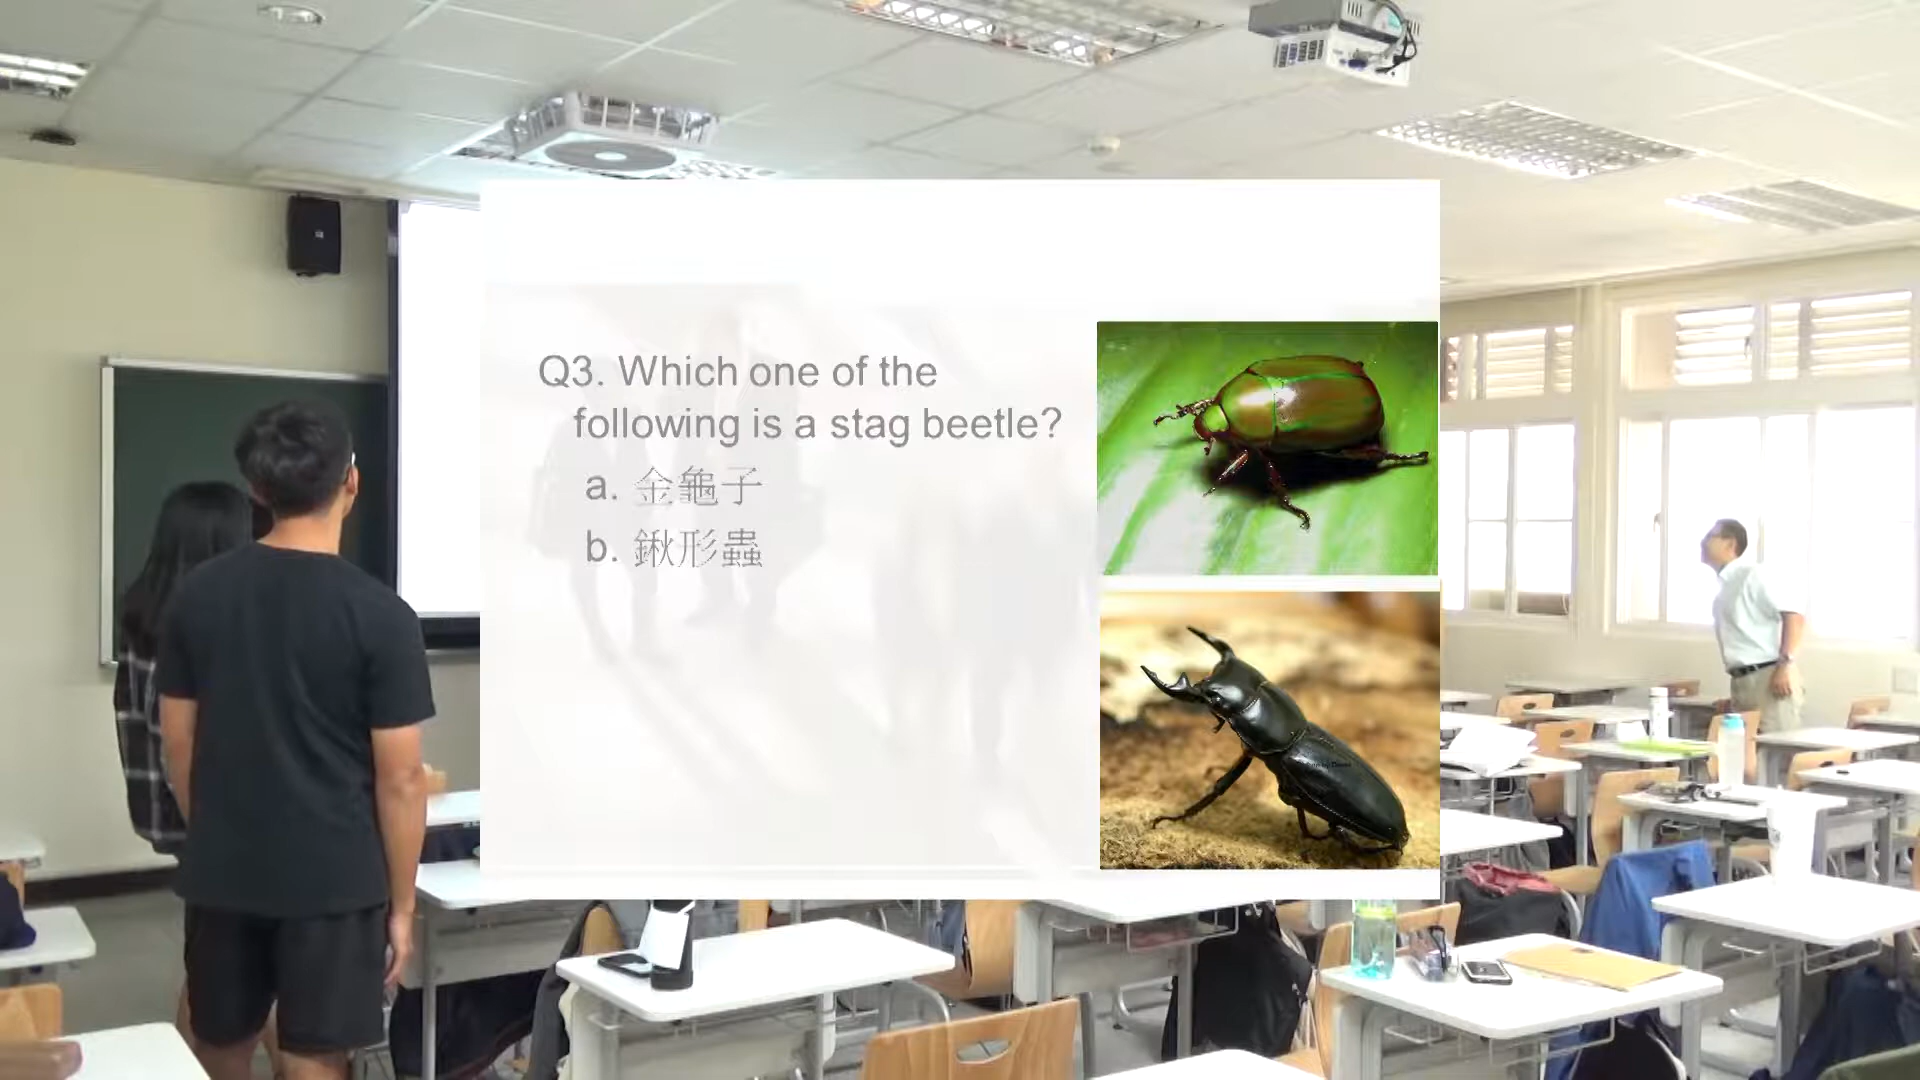 Q3. Which one of the
following is a stag beetle?
a. 金龜子
b. 鍬形蟲